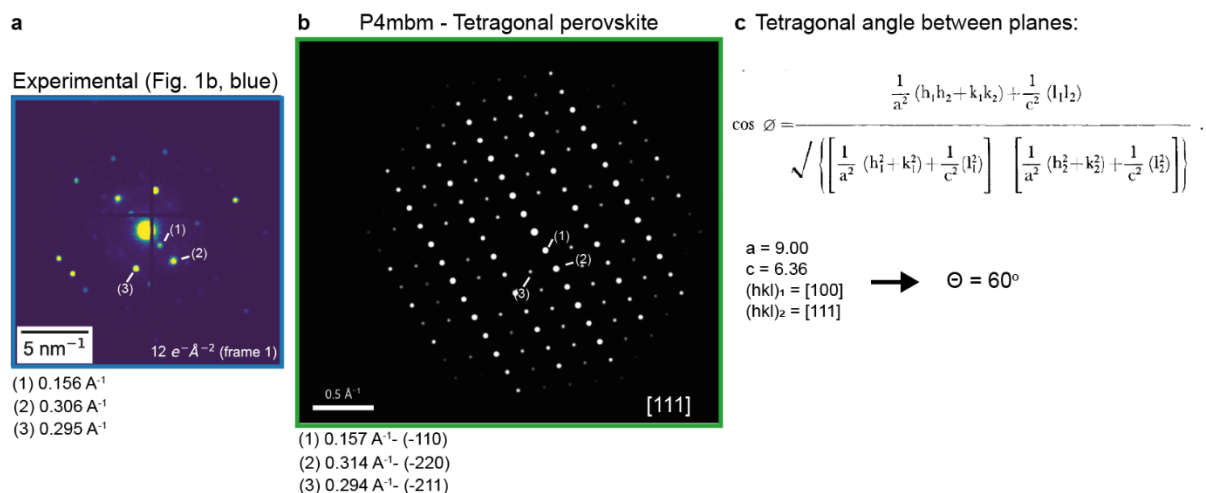 a
Experimental (Fig. 1b, blue)
(1)
(2)
(3)
5 nm⁻¹
12 e⁻Å⁻² (frame 1)
(1) 0.156 A⁻¹
(2) 0.306 A⁻¹
(3) 0.295 A⁻¹
b P4mbm - Tetragonal perovskite
(1)
(2)
(3)
0.5 Å⁻¹
[111]
(1) 0.157 A⁻¹- (-110)
(2) 0.314 A⁻¹- (-220)
(3) 0.294 A⁻¹- (-211)
c Tetragonal angle between planes:
cos ø = 1/a² (h₁h₂+k₁k₂)+1/c² (l₁l₂) / √{[1/a² (h₁²+k₁²)+1/c² (l₁²)] [1/a² (h₂²+k₂²)+1/c² (l₂²)]} .
a = 9.00
c = 6.36
(hkl)₁ = [100]
(hkl)₂ = [111]
Θ = 60º